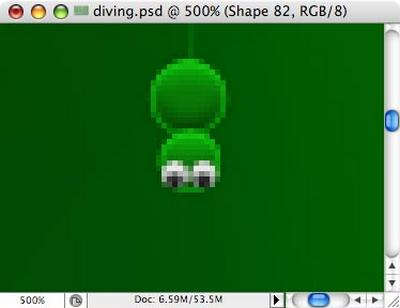 diving.psd @ 500% (Shape 82, RGB/8)
500% Doc: 6.59M/53.5M